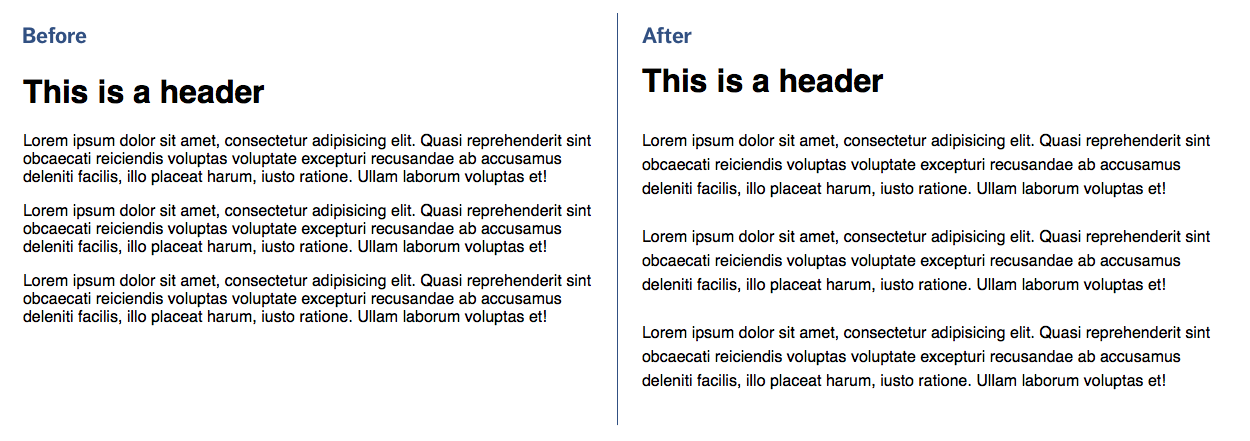 Before
This is a header
Lorem ipsum dolor sit amet, consectetur adipisicing elit. Quasi reprehenderit sint
obcaecati reiciendis voluptas voluptate excepturi recusandae ab accusamus
deleniti facilis, illo placeat harum, iusto ratione. Ullam laborum voluptas et!
Lorem ipsum dolor sit amet, consectetur adipisicing elit. Quasi reprehenderit sint
obcaecati reiciendis voluptas voluptate excepturi recusandae ab accusamus
deleniti facilis, illo placeat harum, iusto ratione. Ullam laborum voluptas et!
Lorem ipsum dolor sit amet, consectetur adipisicing elit. Quasi reprehenderit sint
obcaecati reiciendis voluptas voluptate excepturi recusandae ab accusamus
deleniti facilis, illo placeat harum, iusto ratione. Ullam laborum voluptas et!
After
This is a header
Lorem ipsum dolor sit amet, consectetur adipisicing elit. Quasi reprehenderit sint
obcaecati reiciendis voluptas voluptate excepturi recusandae ab accusamus
deleniti facilis, illo placeat harum, iusto ratione. Ullam laborum voluptas et!
Lorem ipsum dolor sit amet, consectetur adipisicing elit. Quasi reprehenderit sint
obcaecati reiciendis voluptas voluptate excepturi recusandae ab accusamus
deleniti facilis, illo placeat harum, iusto ratione. Ullam laborum voluptas et!
Lorem ipsum dolor sit amet, consectetur adipisicing elit. Quasi reprehenderit sint
obcaecati reiciendis voluptas voluptate excepturi recusandae ab accusamus
deleniti facilis, illo placeat harum, iusto ratione. Ullam laborum voluptas et!